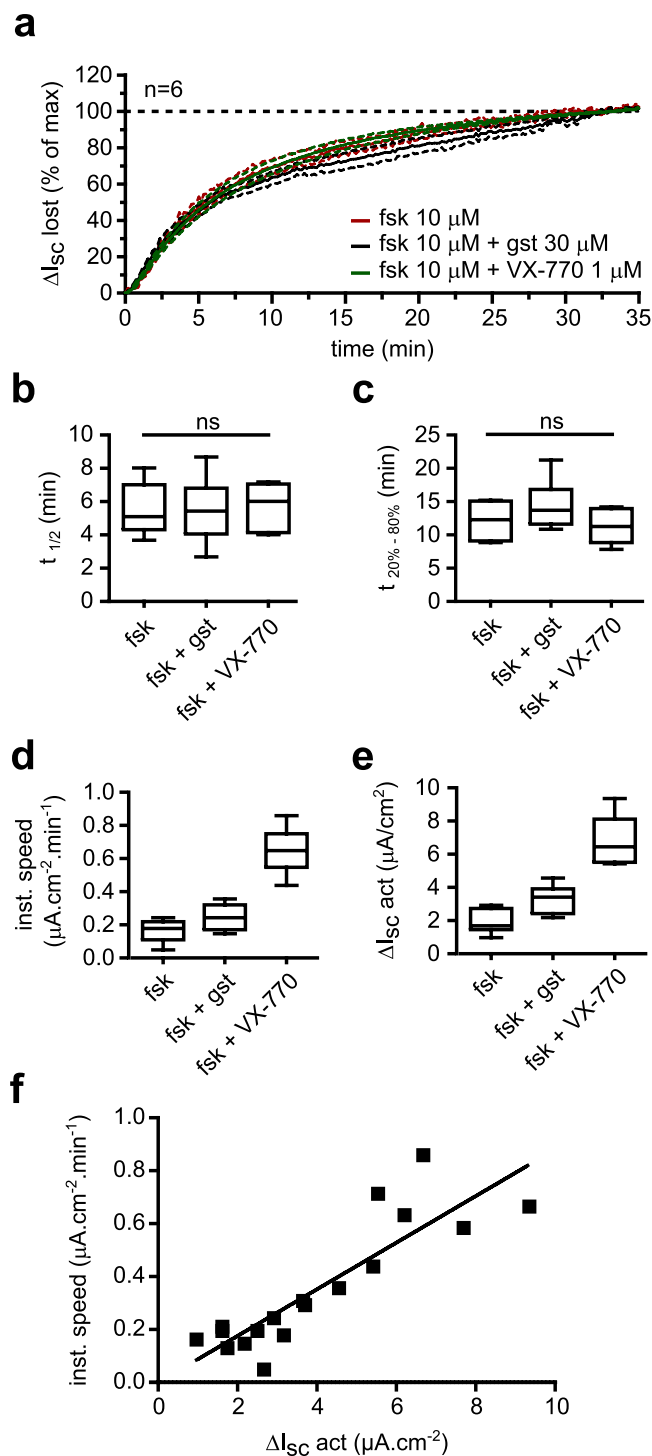 a
ΔISC lost (% of max)
120
100
80
60
40
20
0
n=6
fsk 10 μM
fsk 10 μM + gst 30 μM
fsk 10 μM + VX-770 1 μM
0 5 10 15 20 25 30 35
time (min)
b
t 1/2 (min)
10
8
6
4
2
0
ns
fsk
fsk + gst
fsk + VX-770
c
t 20% - 80% (min)
25
20
15
10
5
0
ns
fsk
fsk + gst
fsk + VX-770
d
inst. speed
(μA.cm-2.min-1)
1.0
0.8
0.6
0.4
0.2
0.0
fsk
fsk + gst
fsk + VX-770
e
ΔISC act (μA/cm²)
10
8
6
4
2
0
fsk
fsk + gst
fsk + VX-770
f
inst. speed (μA.cm-2.min-1)
1.0
0.8
0.6
0.4
0.2
0.0
0 2 4 6 8 10
ΔISC act (μA.cm-2)